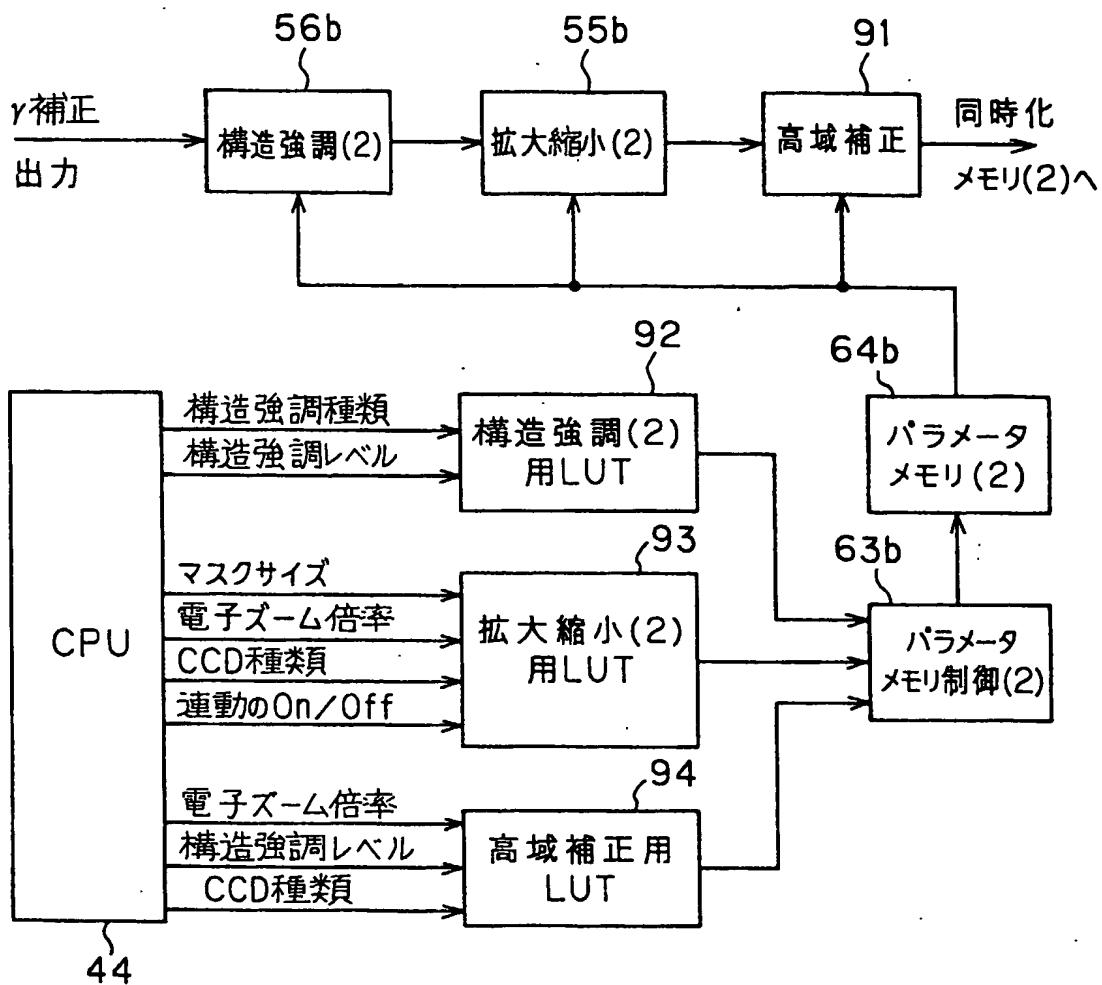 56b
55b
91
γ補正
出力
構造強調(2)
拡大縮小(2)
高域補正
同時化
メモリ(2)へ
92
64b
構造強調種類
構造強調レベル
構造強調(2)
用LUT
パラメータ
メモリ(2)
93
63b
CPU
マスクサイズ
電子ズーム倍率
CCD種類
連動のOn/Off
拡大縮小(2)
用LUT
パラメータ
メモリ制御(2)
94
電子ズーム倍率
構造強調レベル
CCD種類
高域補正用
LUT
44